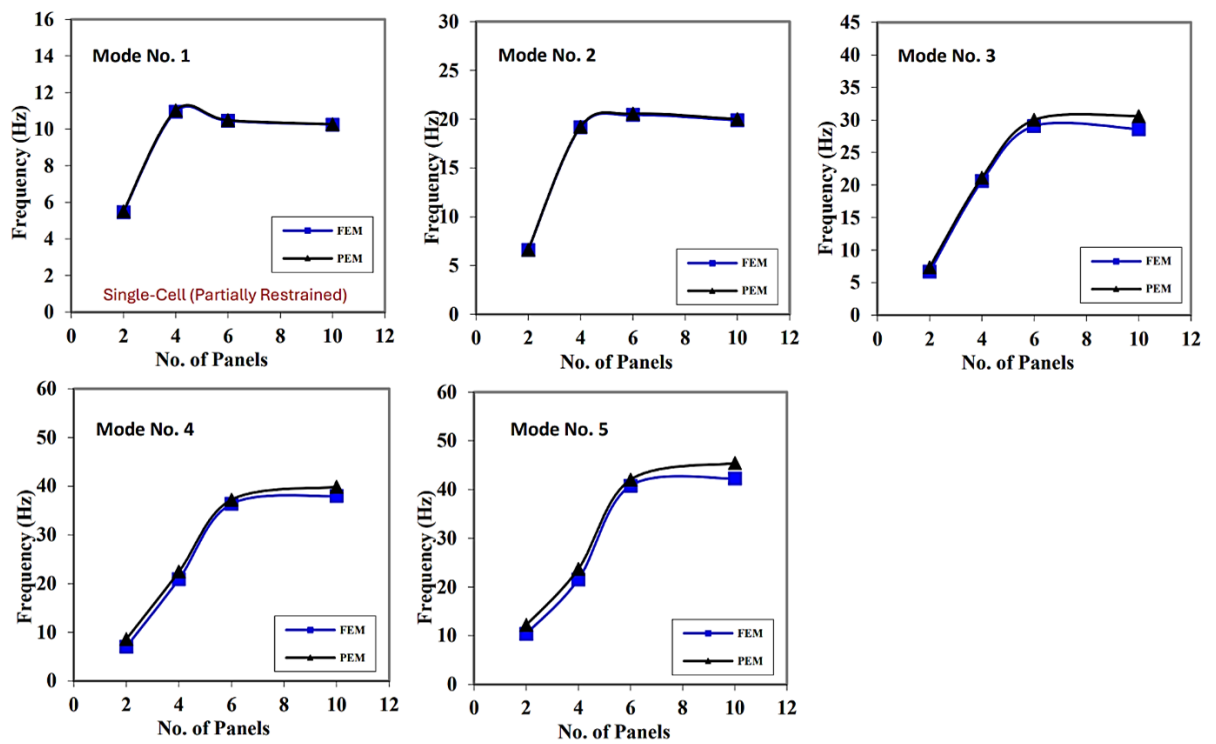 Mode No. 1
Frequency (Hz)
16
14
12
10
8
6
4
2
0
FEM
PEM
Single-Cell (Partially Restrained)
0 2 4 6 8 10 12
No. of Panels
Mode No. 2
Frequency (Hz)
30
25
20
15
10
5
0
FEM
PEM
0 2 4 6 8 10 12
No. of Panels
Mode No. 3
Frequency (Hz)
45
40
35
30
25
20
15
10
5
0
FEM
PEM
0 2 4 6 8 10 12
No. of Panels
Mode No. 4
Frequency (Hz)
60
50
40
30
20
10
0
FEM
PEM
0 2 4 6 8 10 12
No. of Panels
Mode No. 5
Frequency (Hz)
60
50
40
30
20
10
0
FEM
PEM
0 2 4 6 8 10 12
No. of Panels